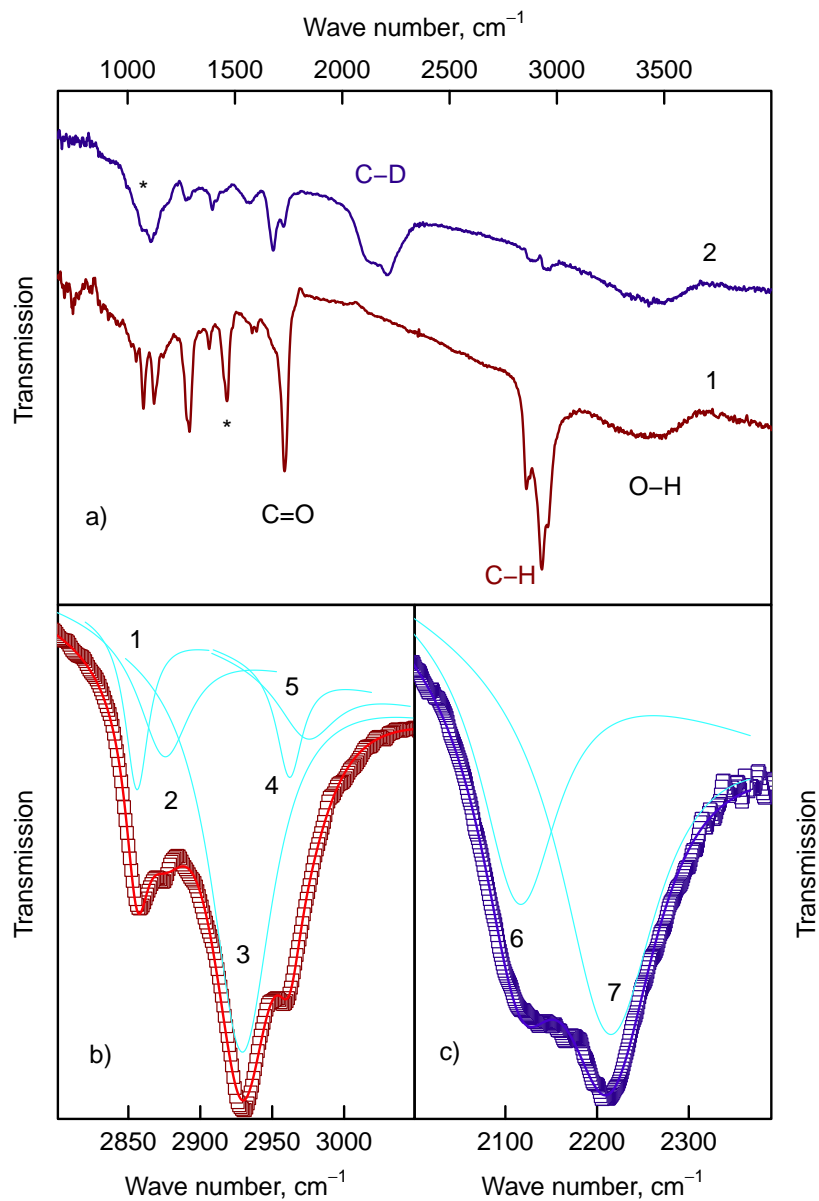 Wave number, cm⁻¹
1000 1500 2000 2500 3000 3500
Transmission
*
C−D
2
1
*
O−H
C=O
a)
C−H
Transmission
1
5
2
4
3
b)
6
7
c)
Transmission
2850 2900 2950 3000
2100 2200 2300
Wave number, cm⁻¹
Wave number, cm⁻¹